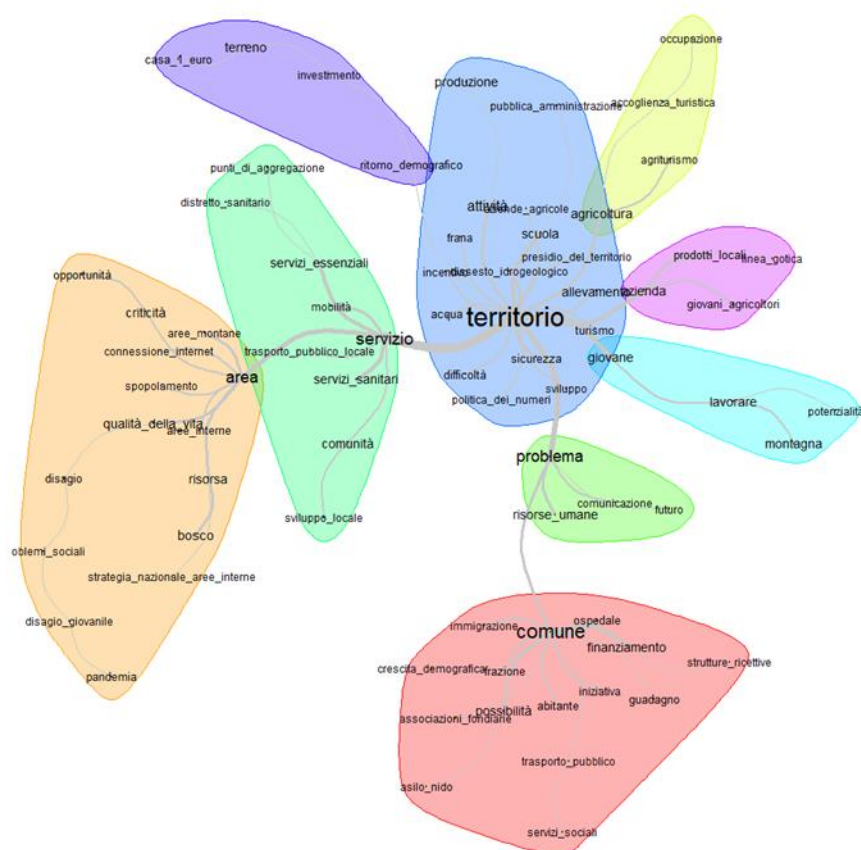 occupazione
terreno
casa_1_euro
investimento
produzione
pubblica_amministrazione
accoglienza_turistica
agriturismo
ritorno_demografico
punti_di_aggregazione
distretto_sanitario
attività
aziende_agricole
agricoltura
scuola
frana
servizi_essenziali
presidio_del_territorio
prodotti_locali
linea_gotica
opportunità
incentivo
dissesto_idrogeologico
allevamento
azienda
giovani_agricoltori
mobilità
criticità
acqua
territorio
turismo
aree_montane
servizio
connessione_internet
trasporto_pubblico_locale
sicurezza
giovane
area
servizi_sanitari
difficoltà
spopolamento
sviluppo
politica_dei_numeri
lavorare
potenzialità
qualità_della_vita
aree_interne
comunità
montagna
problema
disagio
risorsa
comunicazione
futuro
risorse_umane
sviluppo_locale
bosco
oblemi_sociali
strategia_nazionale_aree_interne
disagio_giovanile
immigrazione
ospedale
comune
finanziamento
strutture_ricettive
crescita_demografica
frazione
pandemia
iniziativa
guadagno
possibilità
abitante
associazioni_fondiarie
trasporto_pubblico
asilo_nido
servizi_sociali